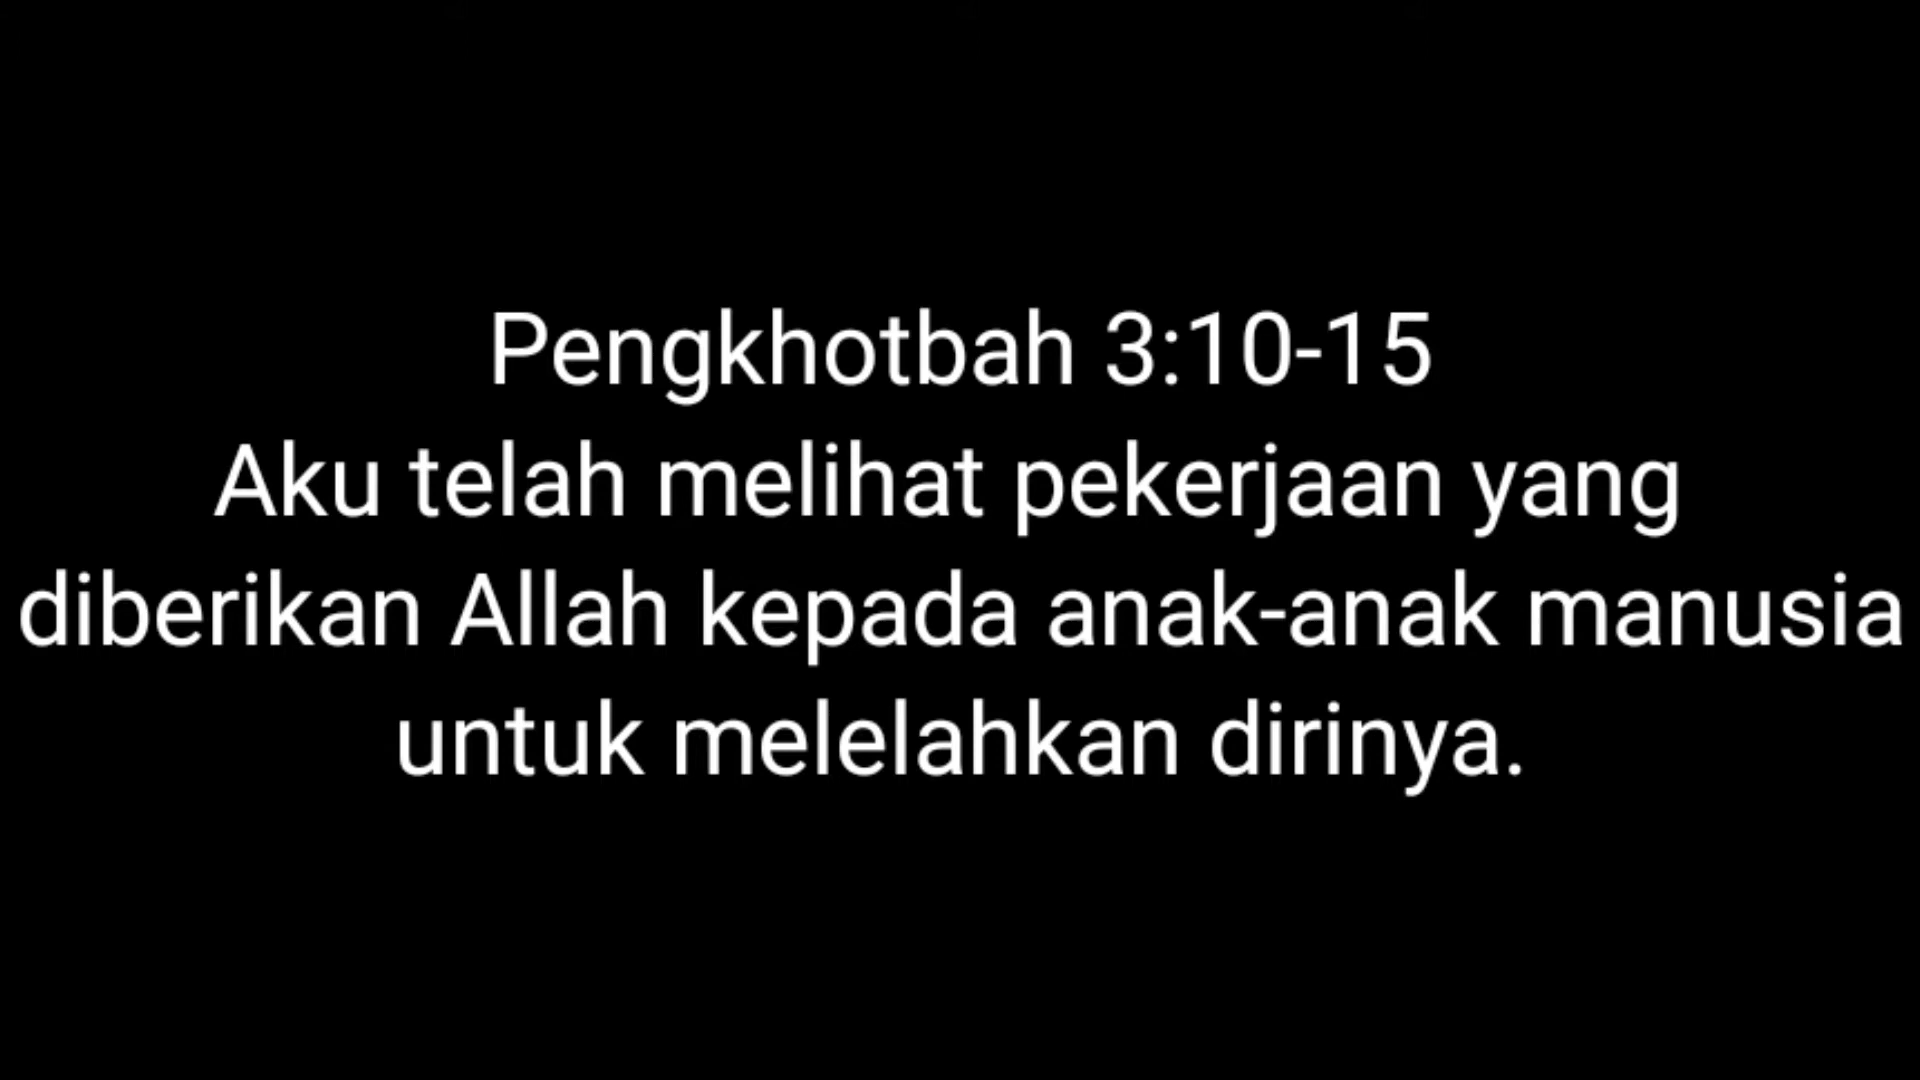 Pengkhotbah 3:10-15
Aku telah melihat pekerjaan yang
diberikan Allah kepada anak-anak manusia
untuk melelahkan dirinya.